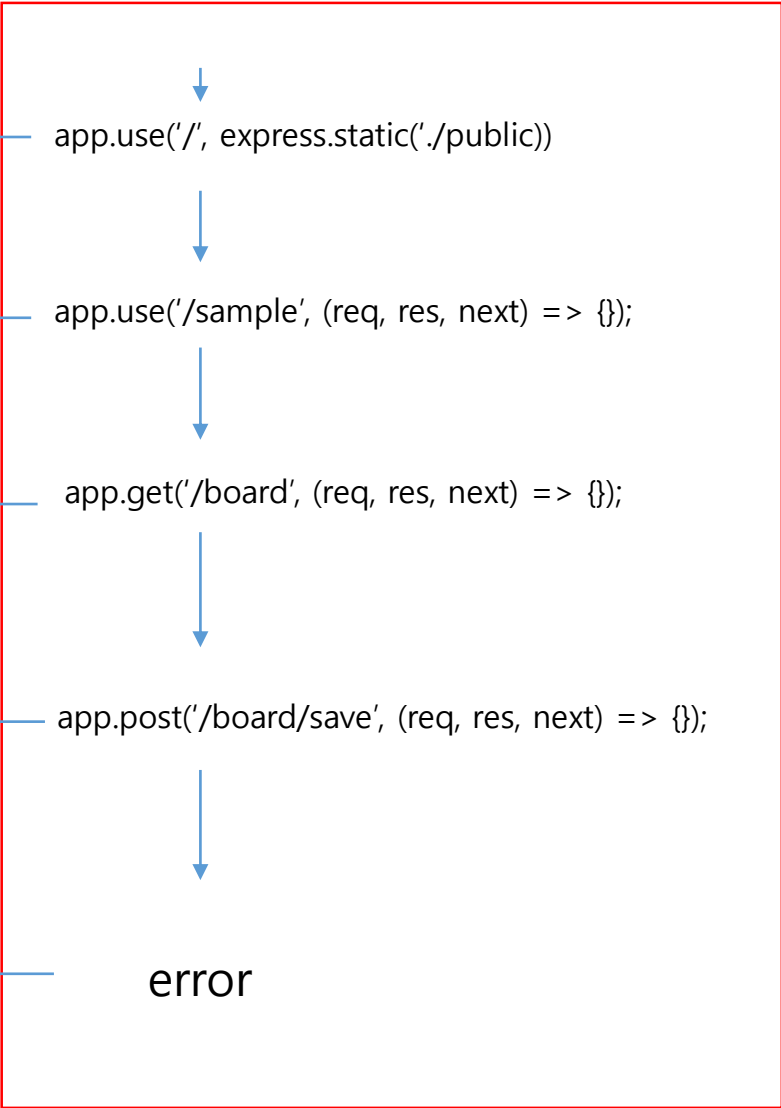 app.use('/', express.static('./public))
app.use('/sample', (req, res, next) => {});
app.get('/board', (req, res, next) => {});
app.post('/board/save', (req, res, next) => {});
error